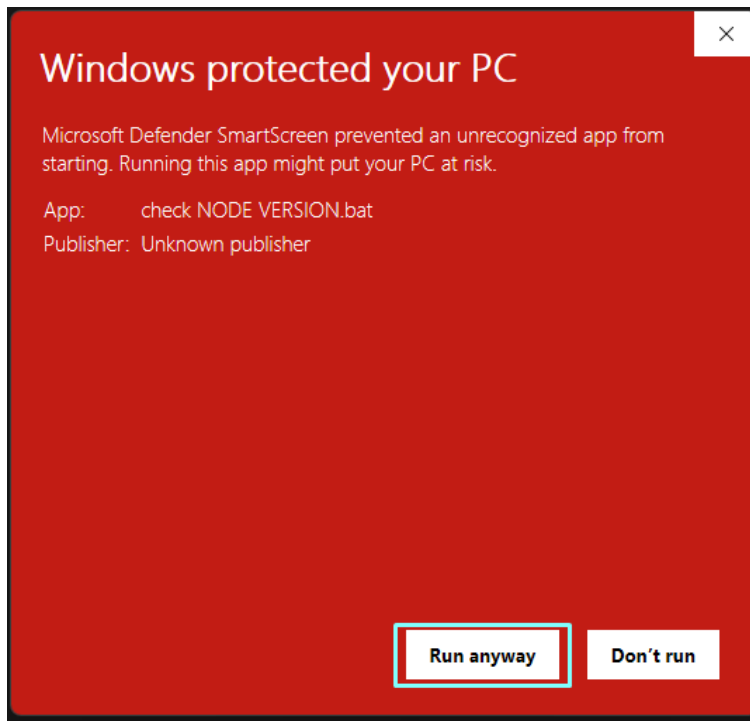 Windows protected your PC
Microsoft Defender SmartScreen prevented an unrecognized app from
starting. Running this app might put your PC at risk.
App: check NODE VERSION.bat
Publisher: Unknown publisher
Run anyway Don't run